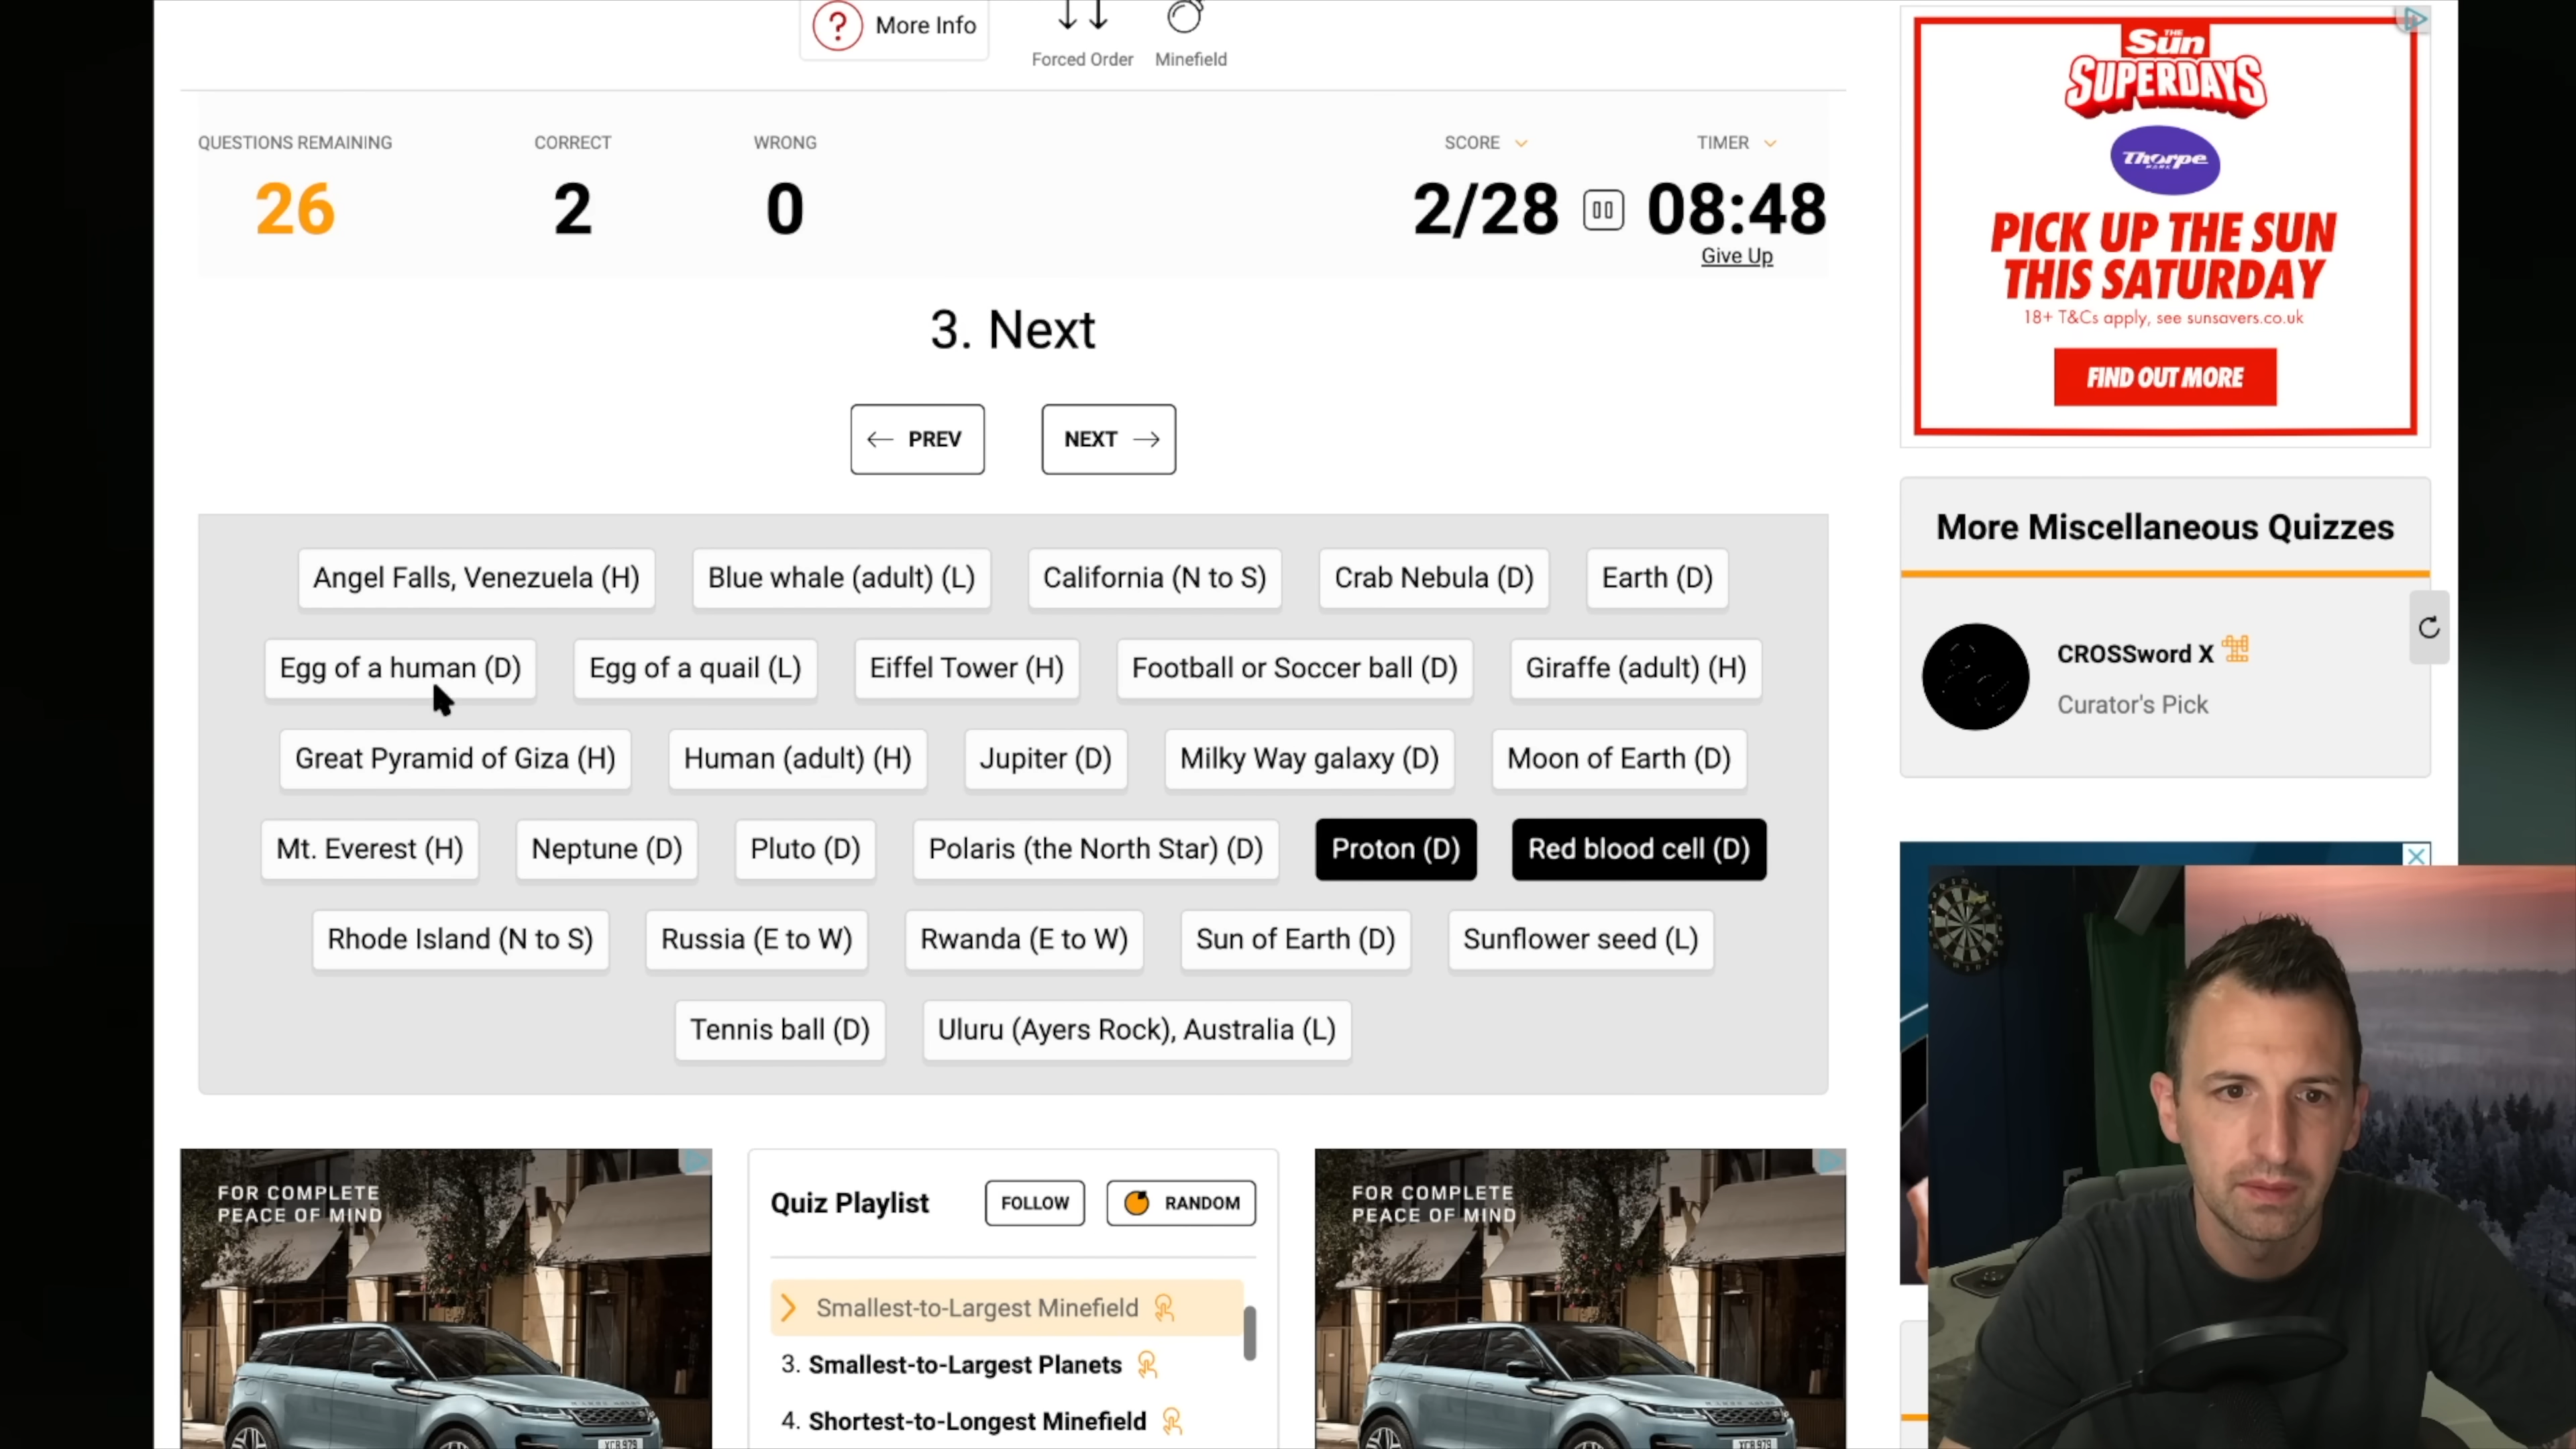 More Info
Forced Order
Minefield
QUESTIONS REMAINING
CORRECT
WRONG
SCORE
TIMER
26
2
0
2/28
08:48
Give Up
3. Next
PREV
NEXT
Angel Falls, Venezuela (H)
Blue whale (adult) (L)
California (N to S)
Crab Nebula (D)
Earth (D)
Egg of a human (D)
Egg of a quail (L)
Eiffel Tower (H)
Football or Soccer ball (D)
Giraffe (adult) (H)
Great Pyramid of Giza (H)
Human (adult) (H)
Jupiter (D)
Milky Way galaxy (D)
Moon of Earth (D)
Mt. Everest (H)
Neptune (D)
Pluto (D)
Polaris (the North Star) (D)
Proton (D)
Red blood cell (D)
Rhode Island (N to S)
Russia (E to W)
Rwanda (E to W)
Sun of Earth (D)
Sunflower seed (L)
Tennis ball (D)
Uluru (Ayers Rock), Australia (L)
FOR COMPLETE
PEACE OF MIND
Quiz Playlist
FOLLOW
RANDOM
Smallest-to-Largest Minefield
3. Smallest-to-Largest Planets
4. Shortest-to-Longest Minefield
FOR COMPLETE
PEACE OF MIND
THE
Sun
SUPERDAYS
Thorpe
PARK
PICK UP THE SUN
THIS SATURDAY
18+ T&Cs apply, see sunsavers.co.uk
FIND OUT MORE
More Miscellaneous Quizzes
CROSSword X
Curator's Pick